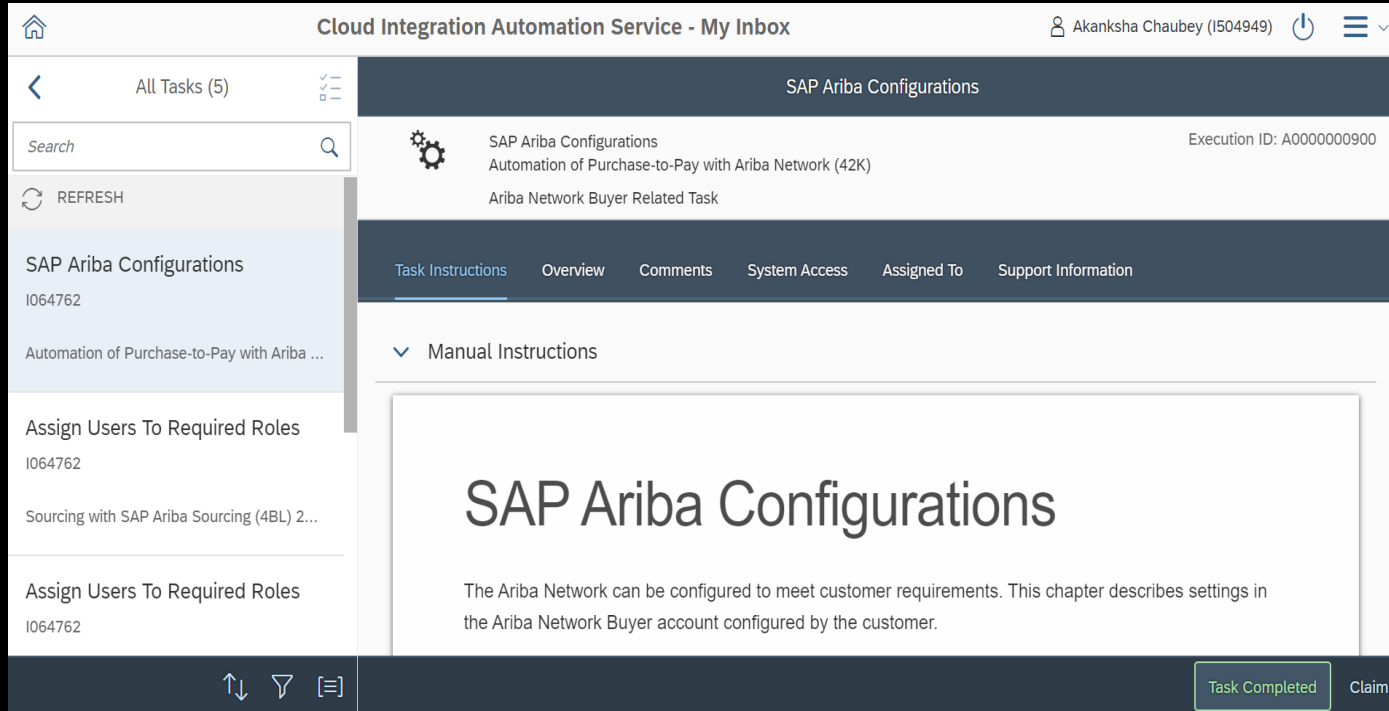 Cloud Integration Automation Service - My Inbox
Akanksha Chaubey (I504949)
All Tasks (5)
Search
REFRESH
SAP Ariba Configurations
I064762
Automation of Purchase-to-Pay with Ariba ...
Assign Users To Required Roles
I064762
Sourcing with SAP Ariba Sourcing (4BL) 2...
Assign Users To Required Roles
I064762
SAP Ariba Configurations
SAP Ariba Configurations
Execution ID: A0000000900
Automation of Purchase-to-Pay with Ariba Network (42K)
Ariba Network Buyer Related Task
Task Instructions Overview Comments System Access Assigned To Support Information
Manual Instructions
SAP Ariba Configurations
The Ariba Network can be configured to meet customer requirements. This chapter describes settings in
the Ariba Network Buyer account configured by the customer.
Task Completed Claim